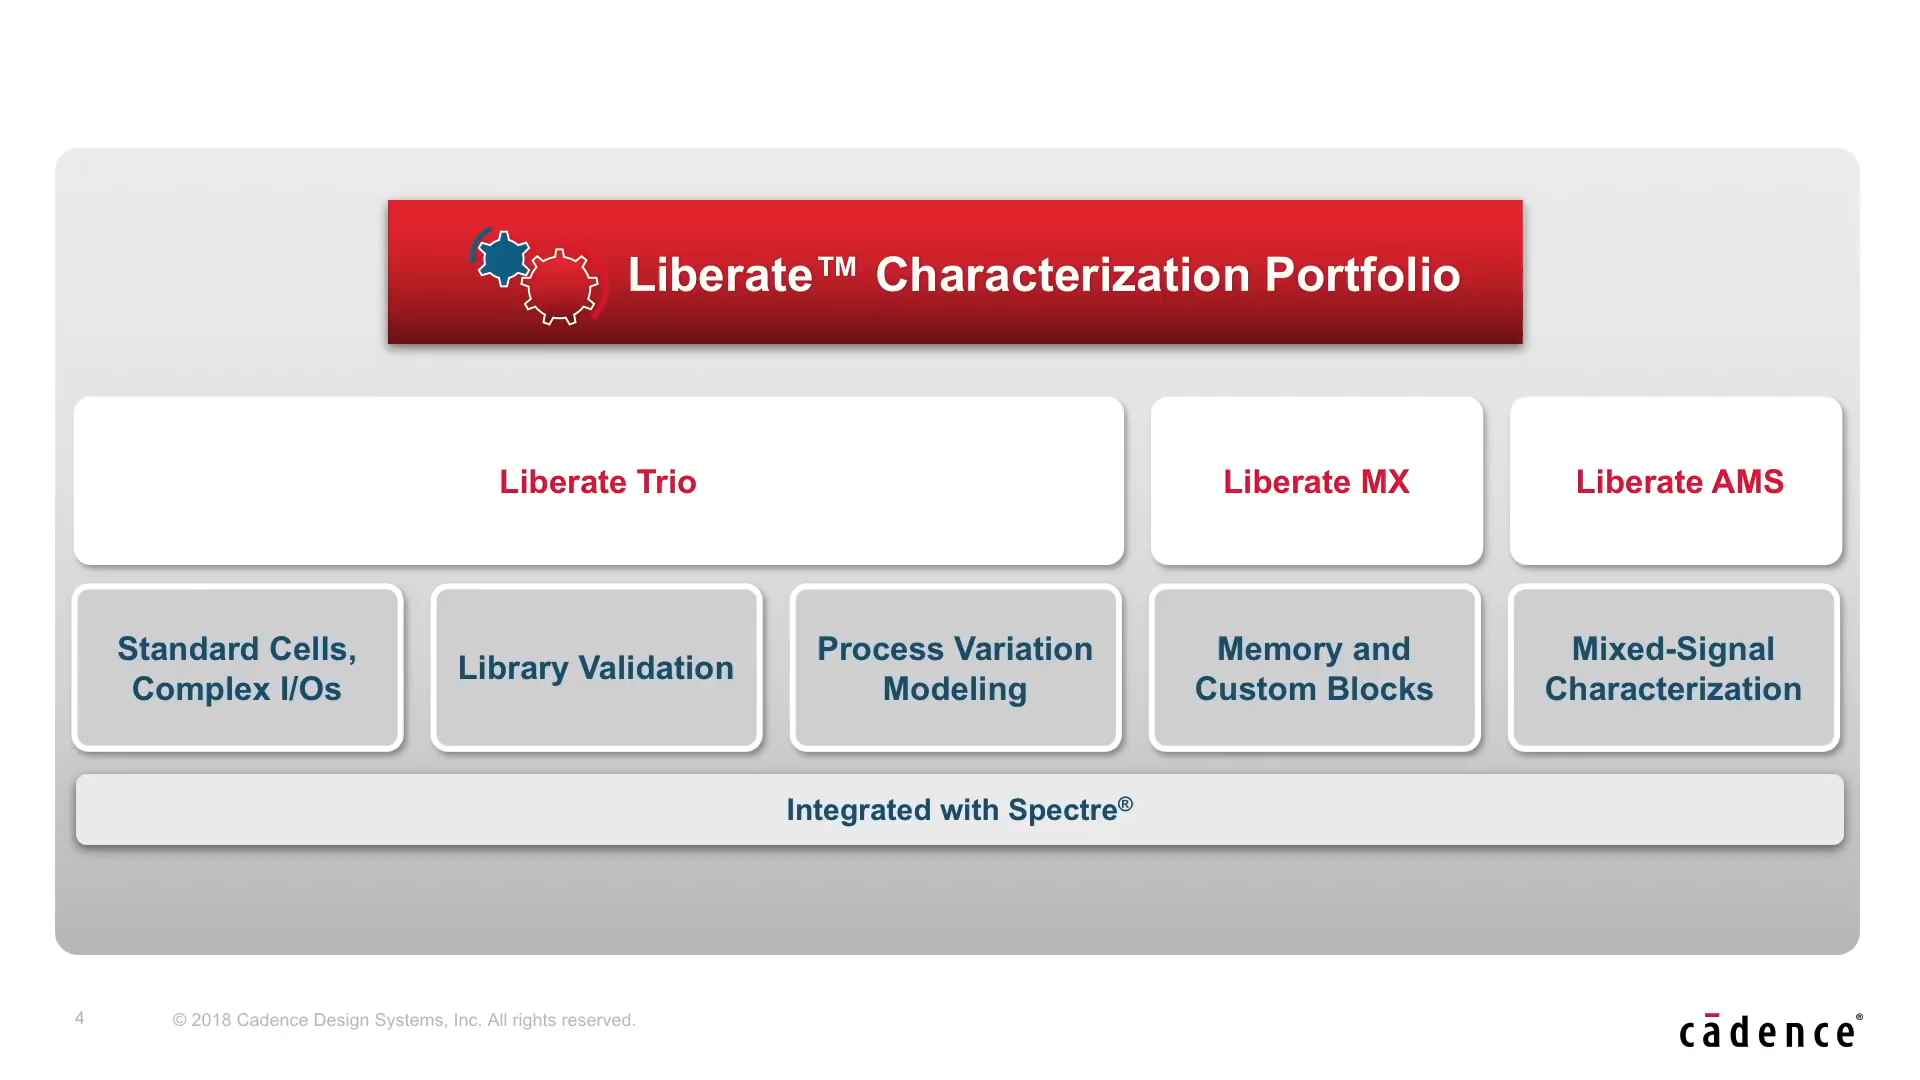 Liberate™ Characterization Portfolio
Liberate Trio
Liberate MX
Liberate AMS
Standard Cells,
Complex I/Os
Library Validation
Process Variation
Modeling
Memory and
Custom Blocks
Mixed-Signal
Characterization
Integrated with Spectre®
4
© 2018 Cadence Design Systems, Inc. All rights reserved.
cādence®